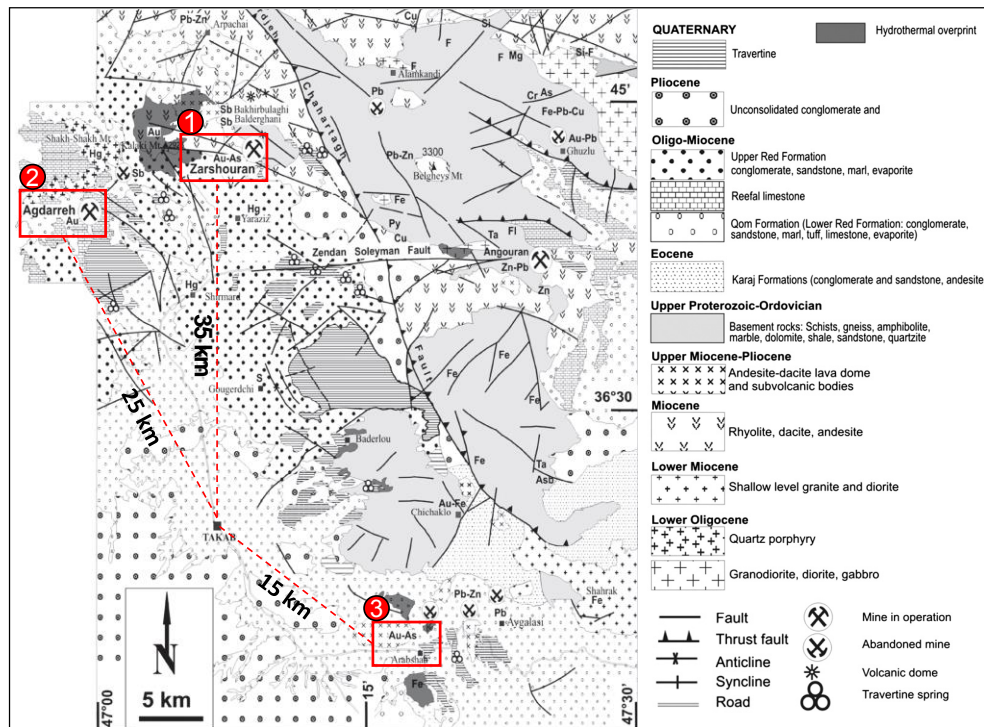 Pb-Zn
Arpachai
Cu
Si
F
F
Mg
Si-F
Alamkandi
F
Pb
Cr As
Fe-Pb-Cu
45'
Chahartagh
Sb
Bakhirbulaghi
Sb
Balderghani
Au-Pb
Ghuzlu
1
Au
Kalaki Mt
Au-As
Zarshouran
Shakh-Shakh Mt
Hg
Sb
Pb-Zn
3300
Belgheys Mt
Fe
2
Agdarreh
Au
Hg
Yaraziz
Py
Cu
Ta
Fl
Zendan Soleyman Fault
Angouran
Zn-Pb
Zn
Hg
Shirmard
35 km
Fault
Fe
Fe
S
Gougerdchi
36°30
25 km
Baderlou
Fe
Ta
Asb
Au-Fe
Chichaklo
TAKAB
15 km
Shahrak
Fe
Pb-Zn
Pb
Aygalasi
3
Au-As
Arabshah
Fe
N
5 km
47°00
15'
47°30
QUATERNARY
Travertine
Hydrothermal overprint
Pliocene
Unconsolidated conglomerate and
Oligo-Miocene
Upper Red Formation
conglomerate, sandstone, marl, evaporite
Reefal limestone
Qom Formation (Lower Red Formation: conglomerate,
sandstone, marl, tuff, limestone, evaporite)
Eocene
Karaj Formations (conglomerate and sandstone, andesite
Upper Proterozoic-Ordovician
Basement rocks: Schists, gneiss, amphibolite,
marble, dolomite, shale, sandstone, quartzite
Upper Miocene-Pliocene
Andesite-dacite lava dome
and subvolcanic bodies
Miocene
Rhyolite, dacite, andesite
Lower Miocene
Shallow level granite and diorite
Lower Oligocene
Quartz porphyry
Granodiorite, diorite, gabbro
Fault
Thrust fault
Anticline
Syncline
Road
Mine in operation
Abandoned mine
Volcanic dome
Travertine spring